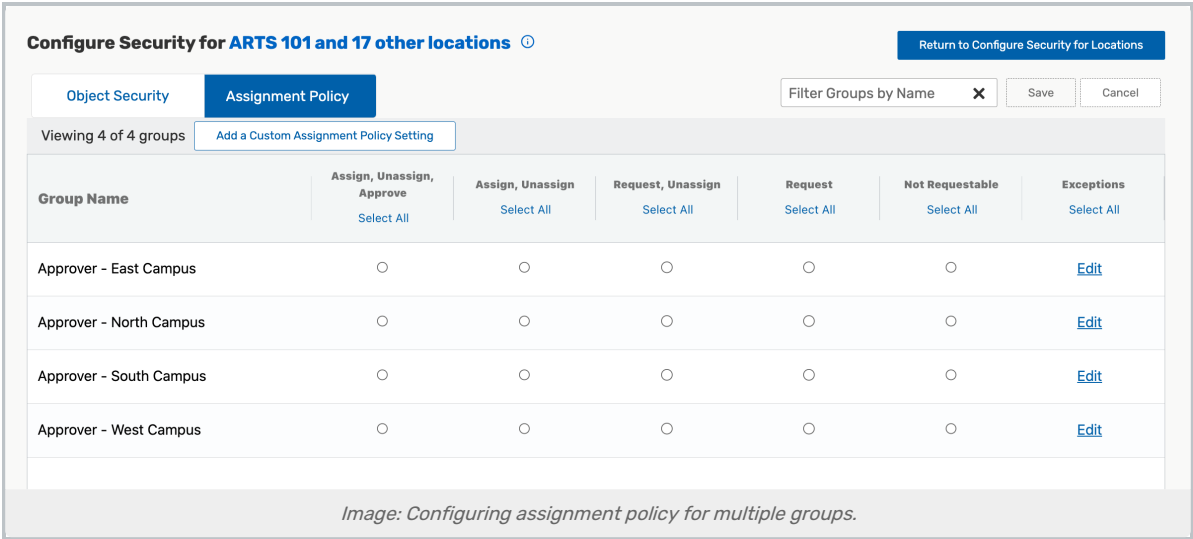 Configure Security for ARTS 101 and 17 other locations
Return to Configure Security for Locations
Object Security
Assignment Policy
Filter Groups by Name
Save
Cancel
Viewing 4 of 4 groups
Add a Custom Assignment Policy Setting
Group Name
Assign, Unassign,
Approve
Select All
Assign, Unassign
Select All
Request, Unassign
Select All
Request
Select All
Not Requestable
Select All
Exceptions
Select All
Approver - East Campus
Edit
Approver - North Campus
Edit
Approver - South Campus
Edit
Approver - West Campus
Edit
Image: Configuring assignment policy for multiple groups.